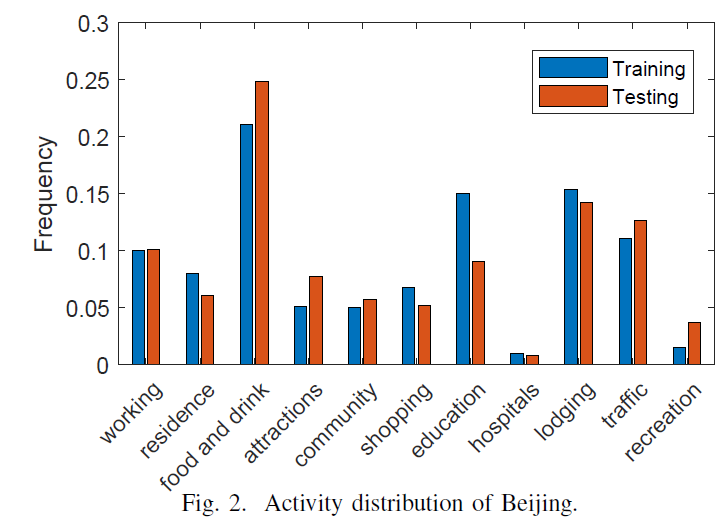 0.3
0.25
0.2
0.15
0.1
0.05
0
Frequency
Training
Testing
working
residence
food and drink
attractions
community
shopping
education
hospitals
lodging
traffic
recreation
Fig. 2. Activity distribution of Beijing.